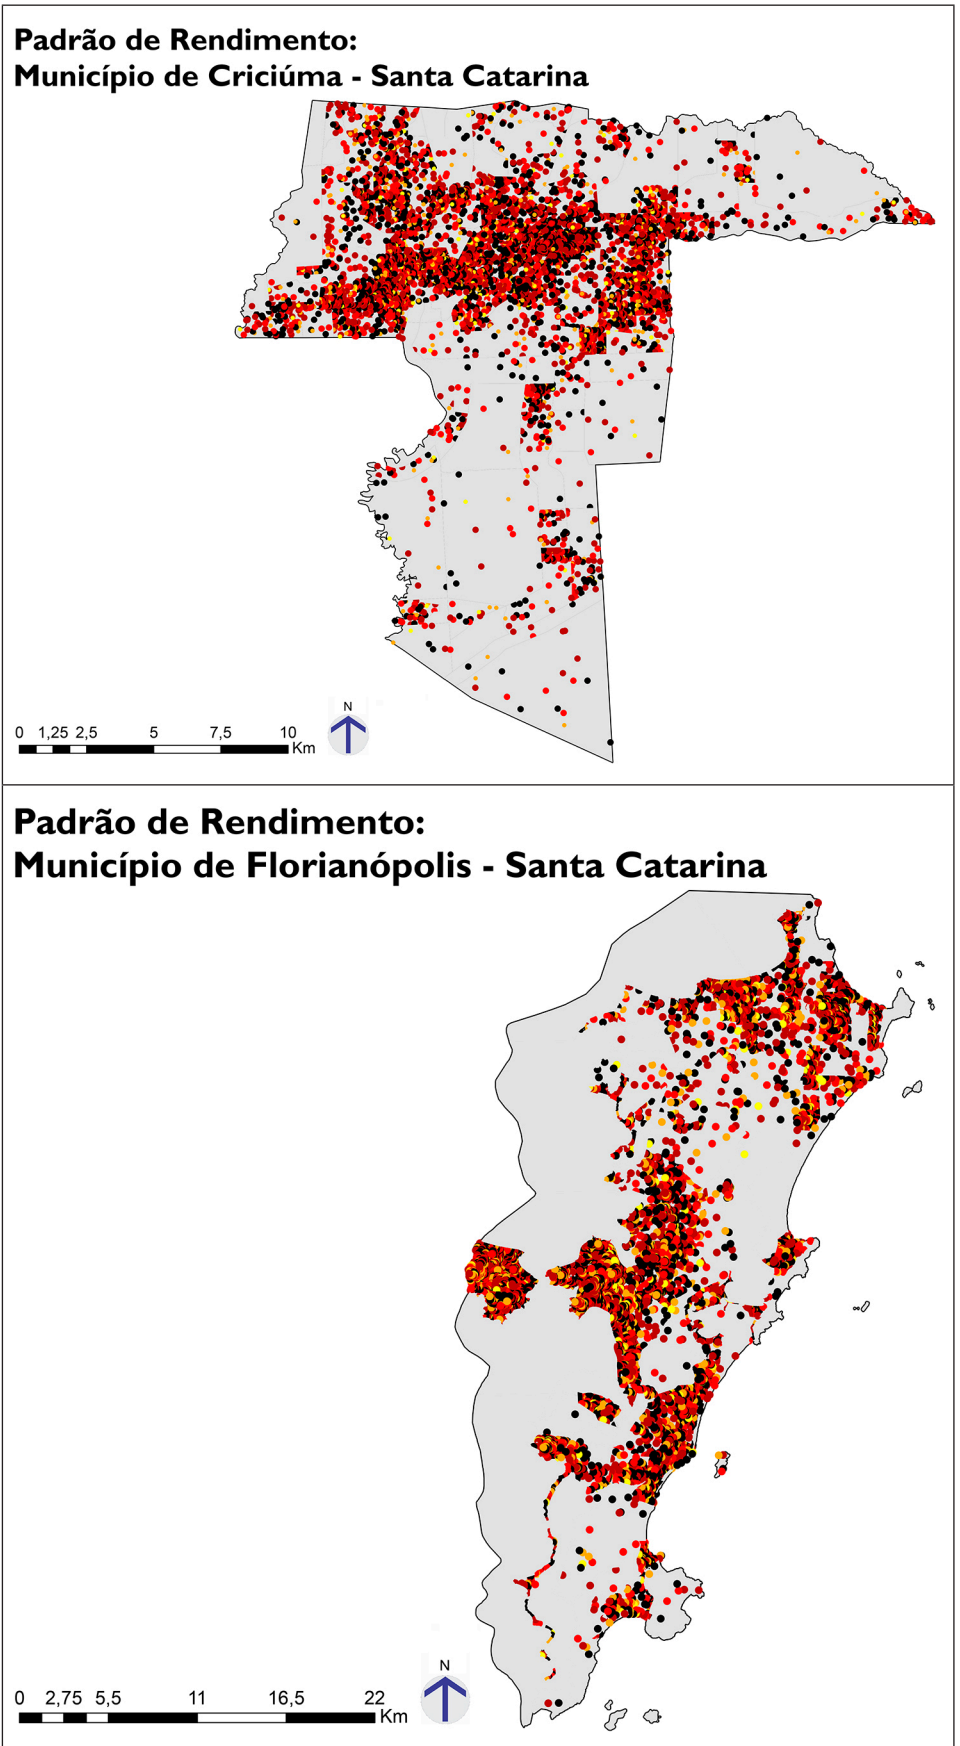 Padrão de Rendimento:
Município de Criciúma - Santa Catarina
N
0 1,25 2,5 5 7,5 10
Km
Padrão de Rendimento:
Município de Florianópolis - Santa Catarina
N
0 2,75 5,5 11 16,5 22
Km